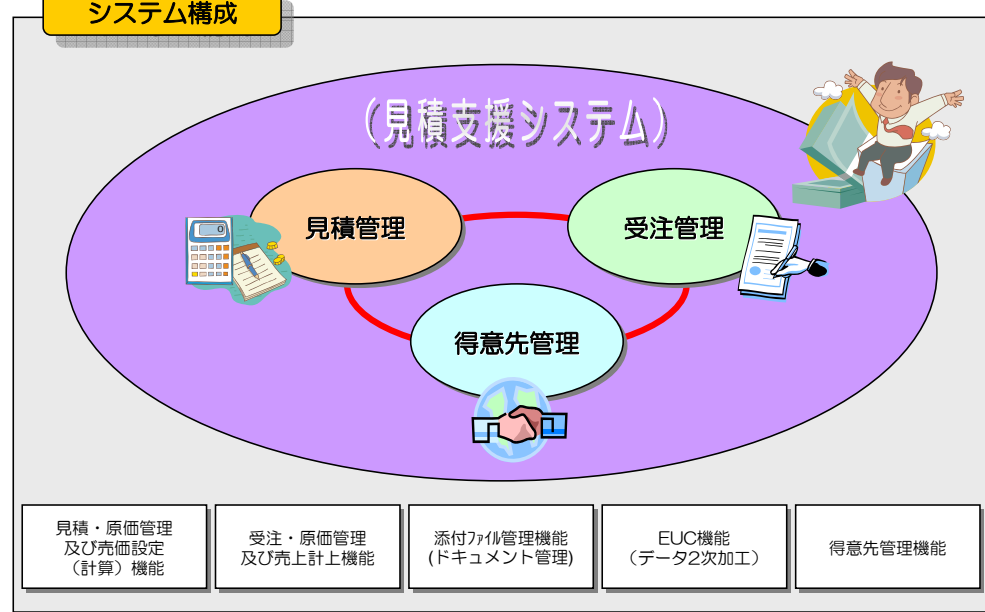 システム構成
（見積支援システム）
見積管理
受注管理
得意先管理
見積・原価管理
及び売価設定
（計算）機能
受注・原価管理
及び売上計上機能
添付ﾌｧｲﾙ管理機能
(ドキュメント管理)
EUC機能
（データ2次加工）
得意先管理機能